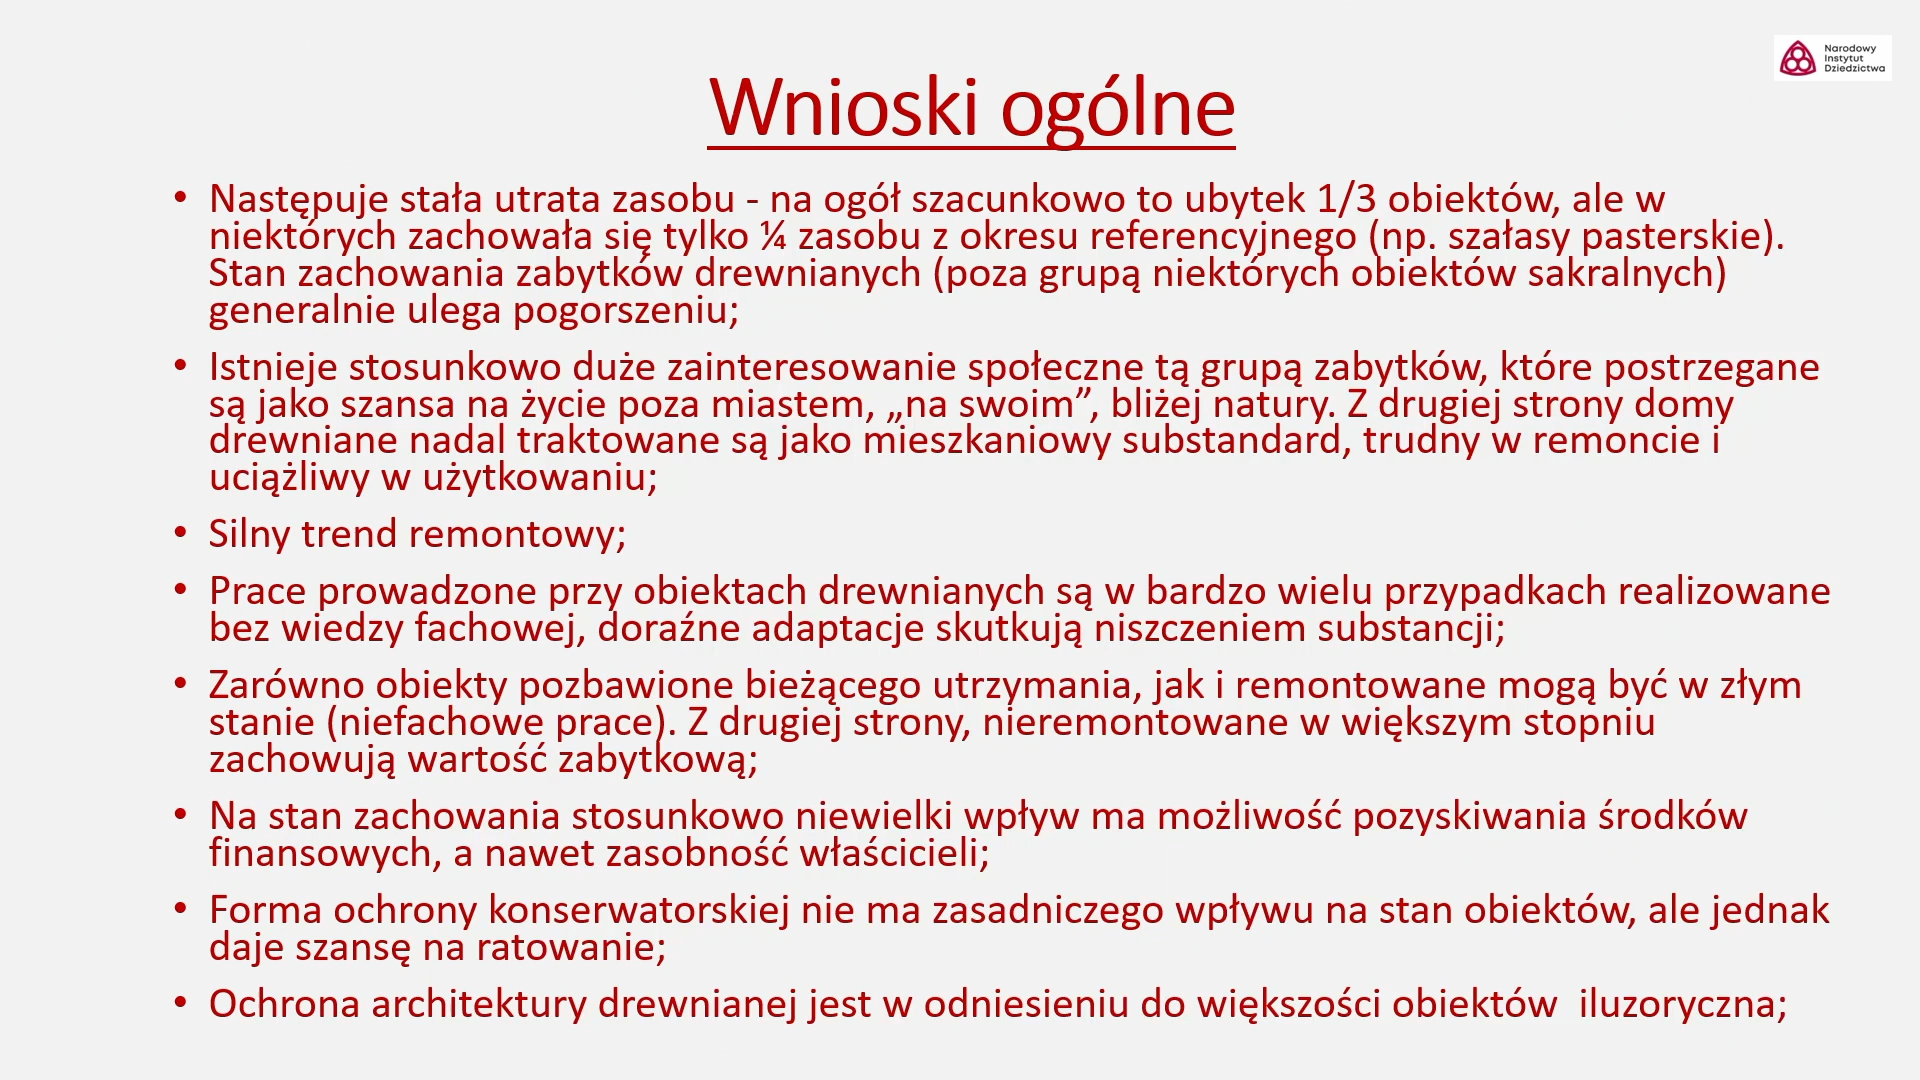 Narodowy
Instytut
Dziedzictwa
Wnioski ogólne
• Następuje stała utrata zasobu - na ogół szacunkowo to ubytek 1/3 obiektów, ale w
niektórych zachowała się tylko ¼ zasobu z okresu referencyjnego (np. szałasy pasterskie).
Stan zachowania zabytków drewnianych (poza grupą niektórych obiektów sakralnych)
generalnie ulega pogorszeniu;
• Istnieje stosunkowo duże zainteresowanie społeczne tą grupą zabytków, które postrzegane
są jako szansa na życie poza miastem, „na swoim”, bliżej natury. Z drugiej strony domy
drewniane nadal traktowane są jako mieszkaniowy substandard, trudny w remoncie i
uciążliwy w użytkowaniu;
• Silny trend remontowy;
• Prace prowadzone przy obiektach drewnianych są w bardzo wielu przypadkach realizowane
bez wiedzy fachowej, doraźne adaptacje skutkują niszczeniem substancji;
• Zarówno obiekty pozbawione bieżącego utrzymania, jak i remontowane mogą być w złym
stanie (niefachowe prace). Z drugiej strony, nieremontowane w większym stopniu
zachowują wartość zabytkową;
• Na stan zachowania stosunkowo niewielki wpływ ma możliwość pozyskiwania środków
finansowych, a nawet zasobność właścicieli;
• Forma ochrony konserwatorskiej nie ma zasadniczego wpływu na stan obiektów, ale jednak
daje szansę na ratowanie;
• Ochrona architektury drewnianej jest w odniesieniu do większości obiektów  iluzoryczna;